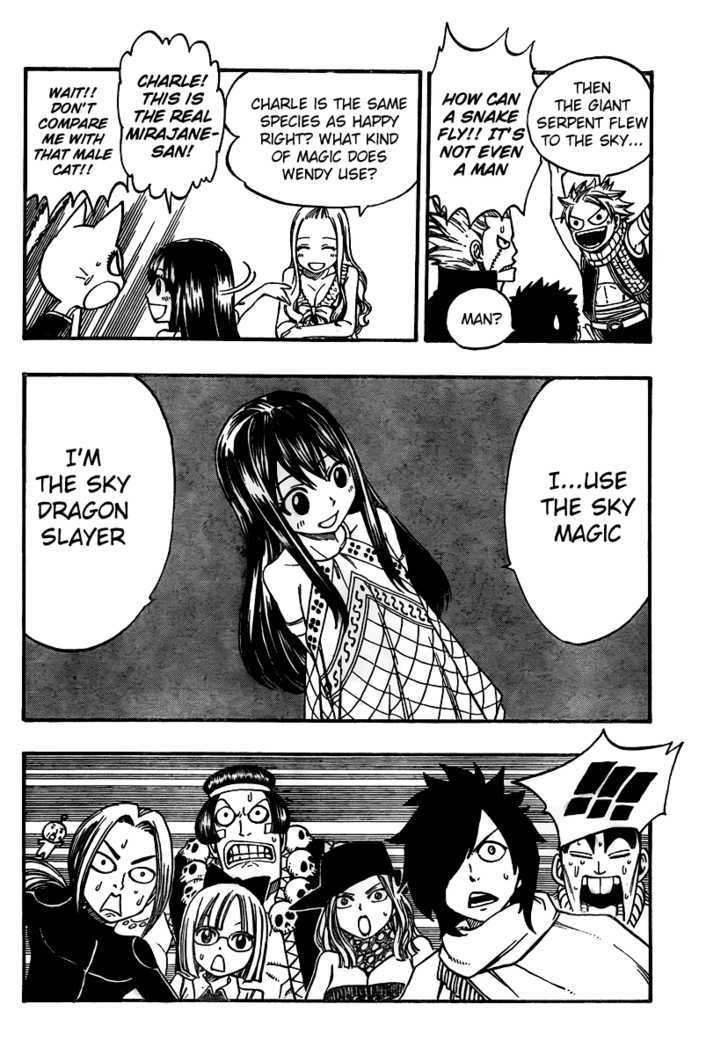 THEN
THE GIANT
SERPENT FLEW
TO THE SKY...
HOW CAN
A SNAKE
FLY!! IT'S
NOT EVEN
A MAN
MAN?
CHARLE IS THE SAME
SPECIES AS HAPPY
RIGHT? WHAT KIND
OF MAGIC DOES
WENDY USE?
CHARLE!
THIS IS
THE REAL
MIRAJANE-
SAN!
WAIT!!
DON'T
COMPARE
ME WITH
THAT MALE
CAT!!
I...USE
THE SKY
MAGIC
I'M
THE SKY
DRAGON
SLAYER
!!!!